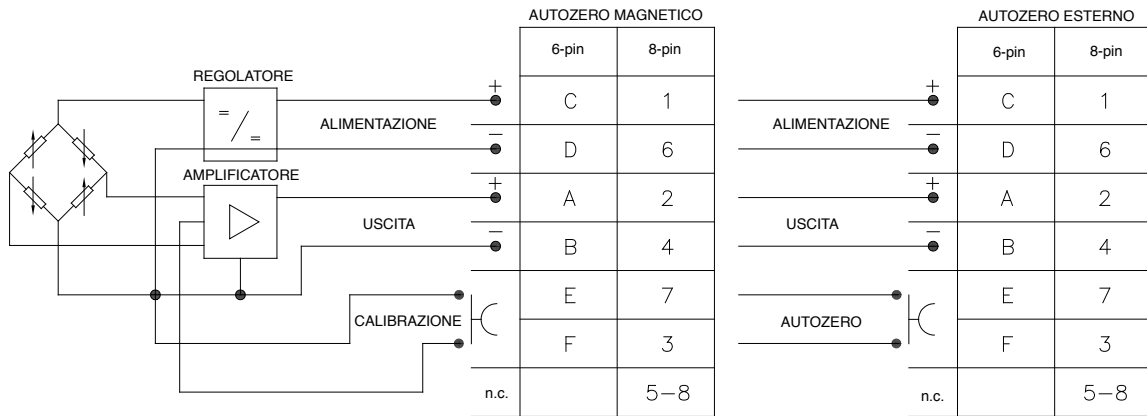 AUTOZERO MAGNETICO
6-pin 8-pin
REGOLATORE
= / =
+ C 1
ALIMENTAZIONE
− D 6
AMPLIFICATORE
+ A 2
USCITA
− B 4
E 7
CALIBRAZIONE
F 3
n.c. 5-8
AUTOZERO ESTERNO
6-pin 8-pin
+ C 1
ALIMENTAZIONE
− D 6
+ A 2
USCITA
− B 4
E 7
AUTOZERO
F 3
n.c. 5-8